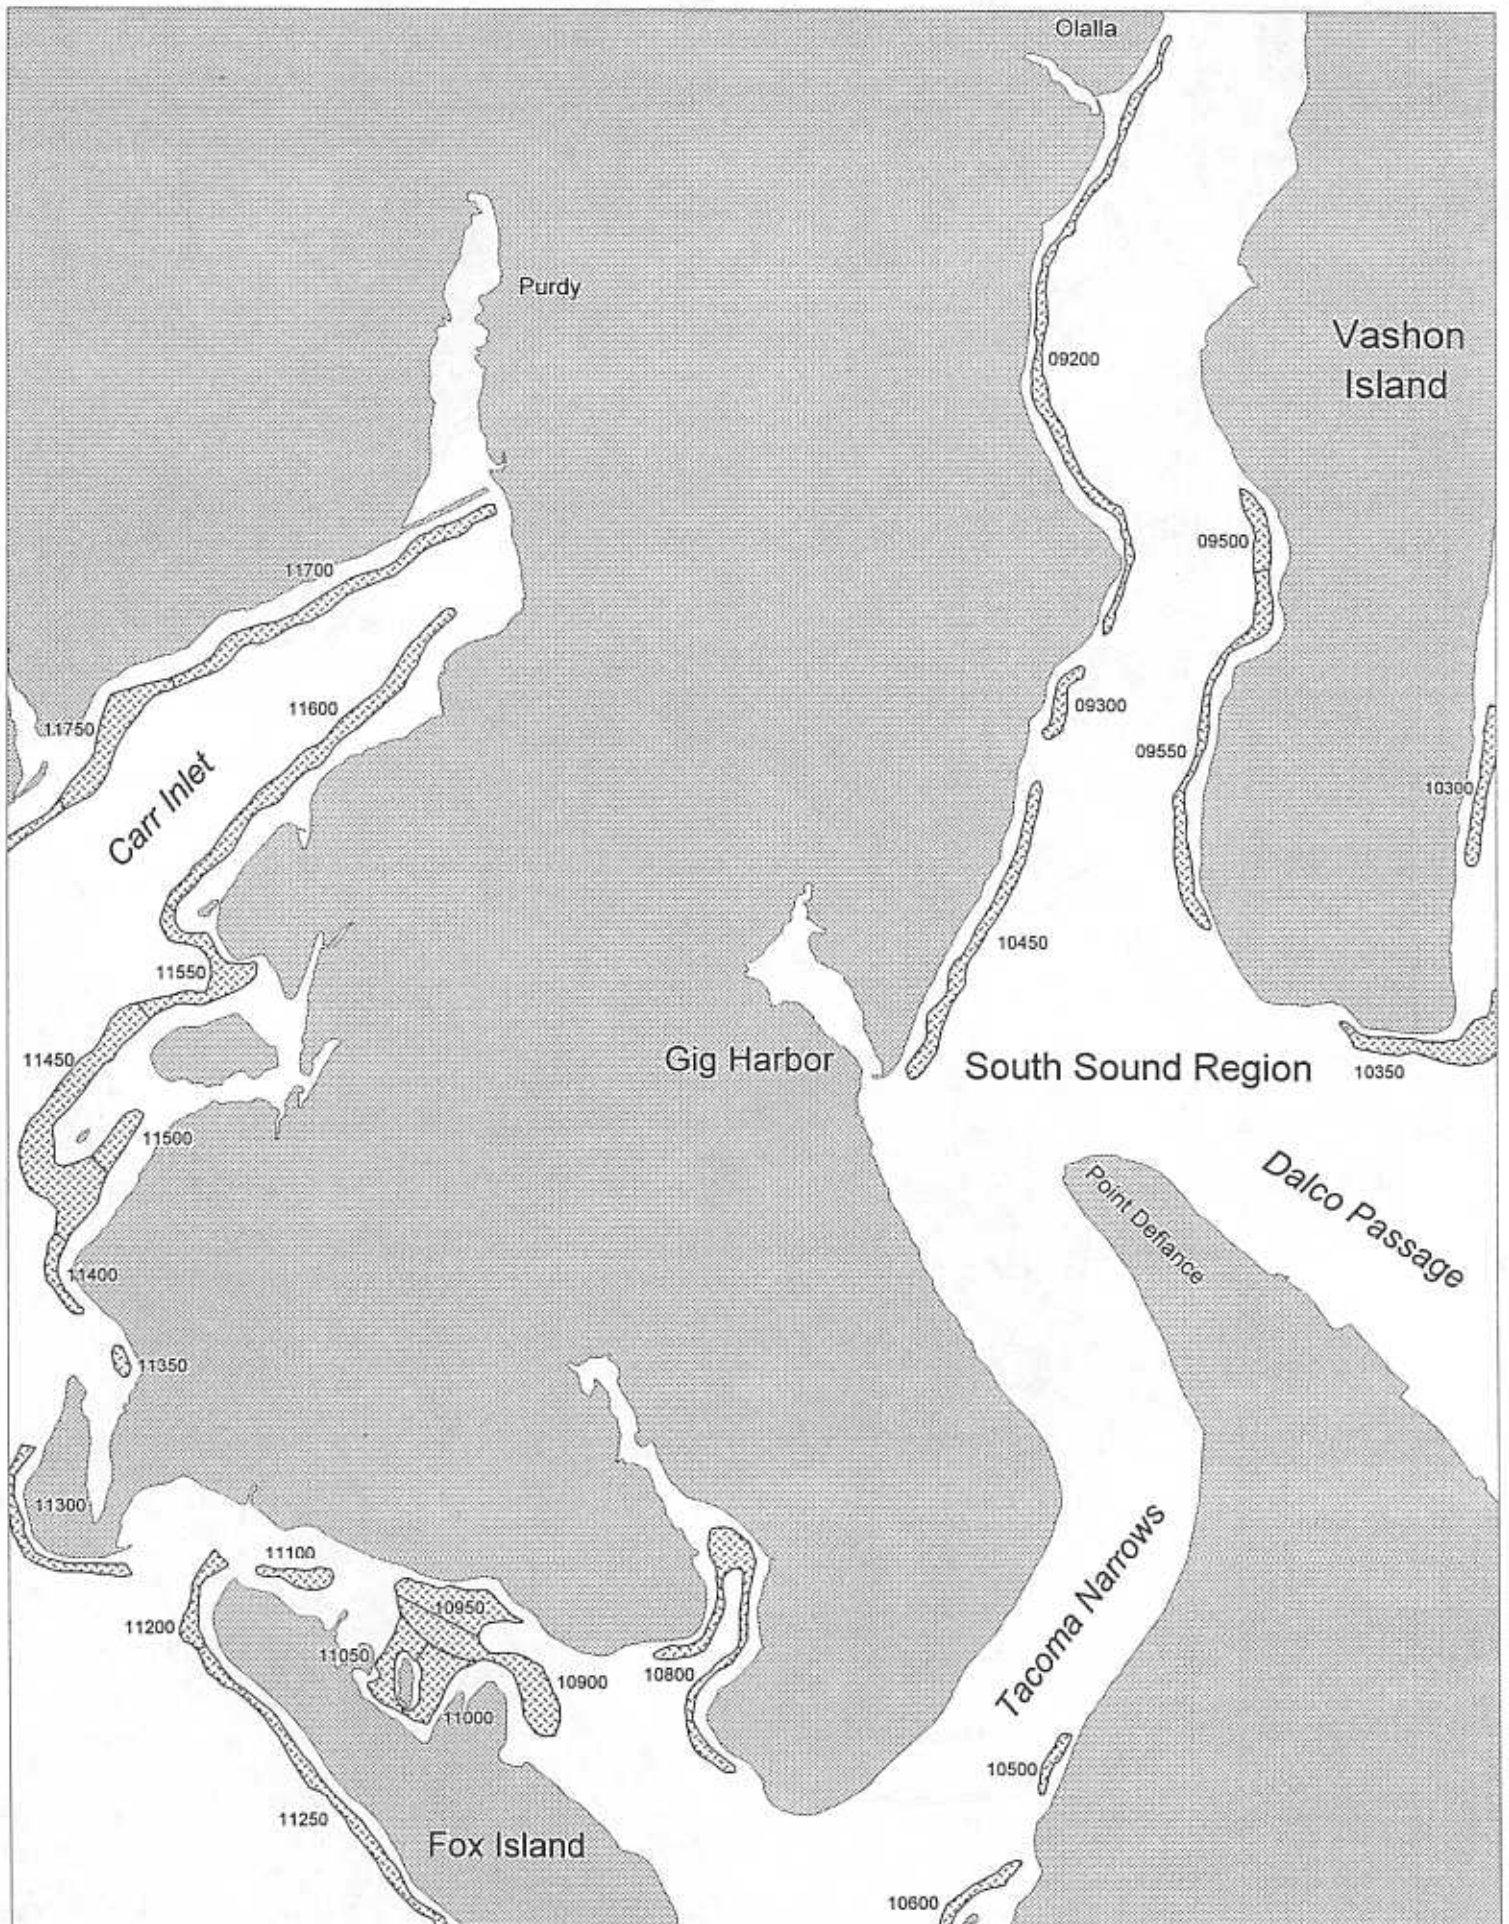 Olalla
Purdy
Vashon
Island
09200
09500
11700
11600
09300
11750
09550
10300
Carr Inlet
10450
11550
11450
Gig Harbor
South Sound Region
10350
11500
Dalco Passage
Point Defiance
11400
11350
11300
Tacoma Narrows
11100
10950
11200
11050
10900
10800
11000
10500
11250
Fox Island
10600